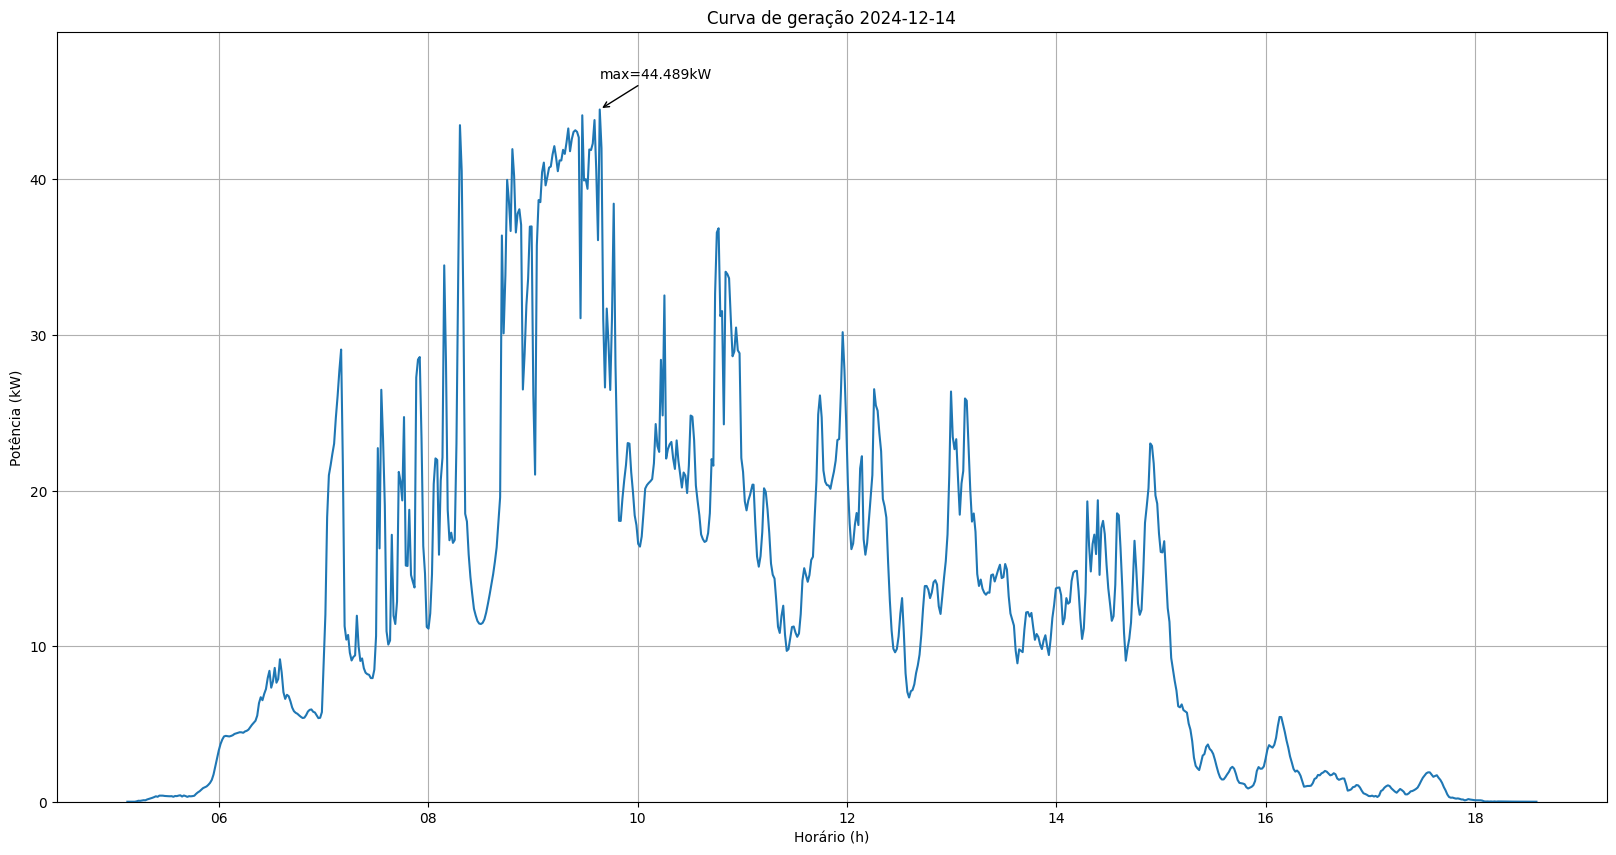 Curva de geração 2024-12-14
max=44.489kW
Potência (kW)
40
30
20
10
0
06 08 10 12 14 16 18
Horário (h)